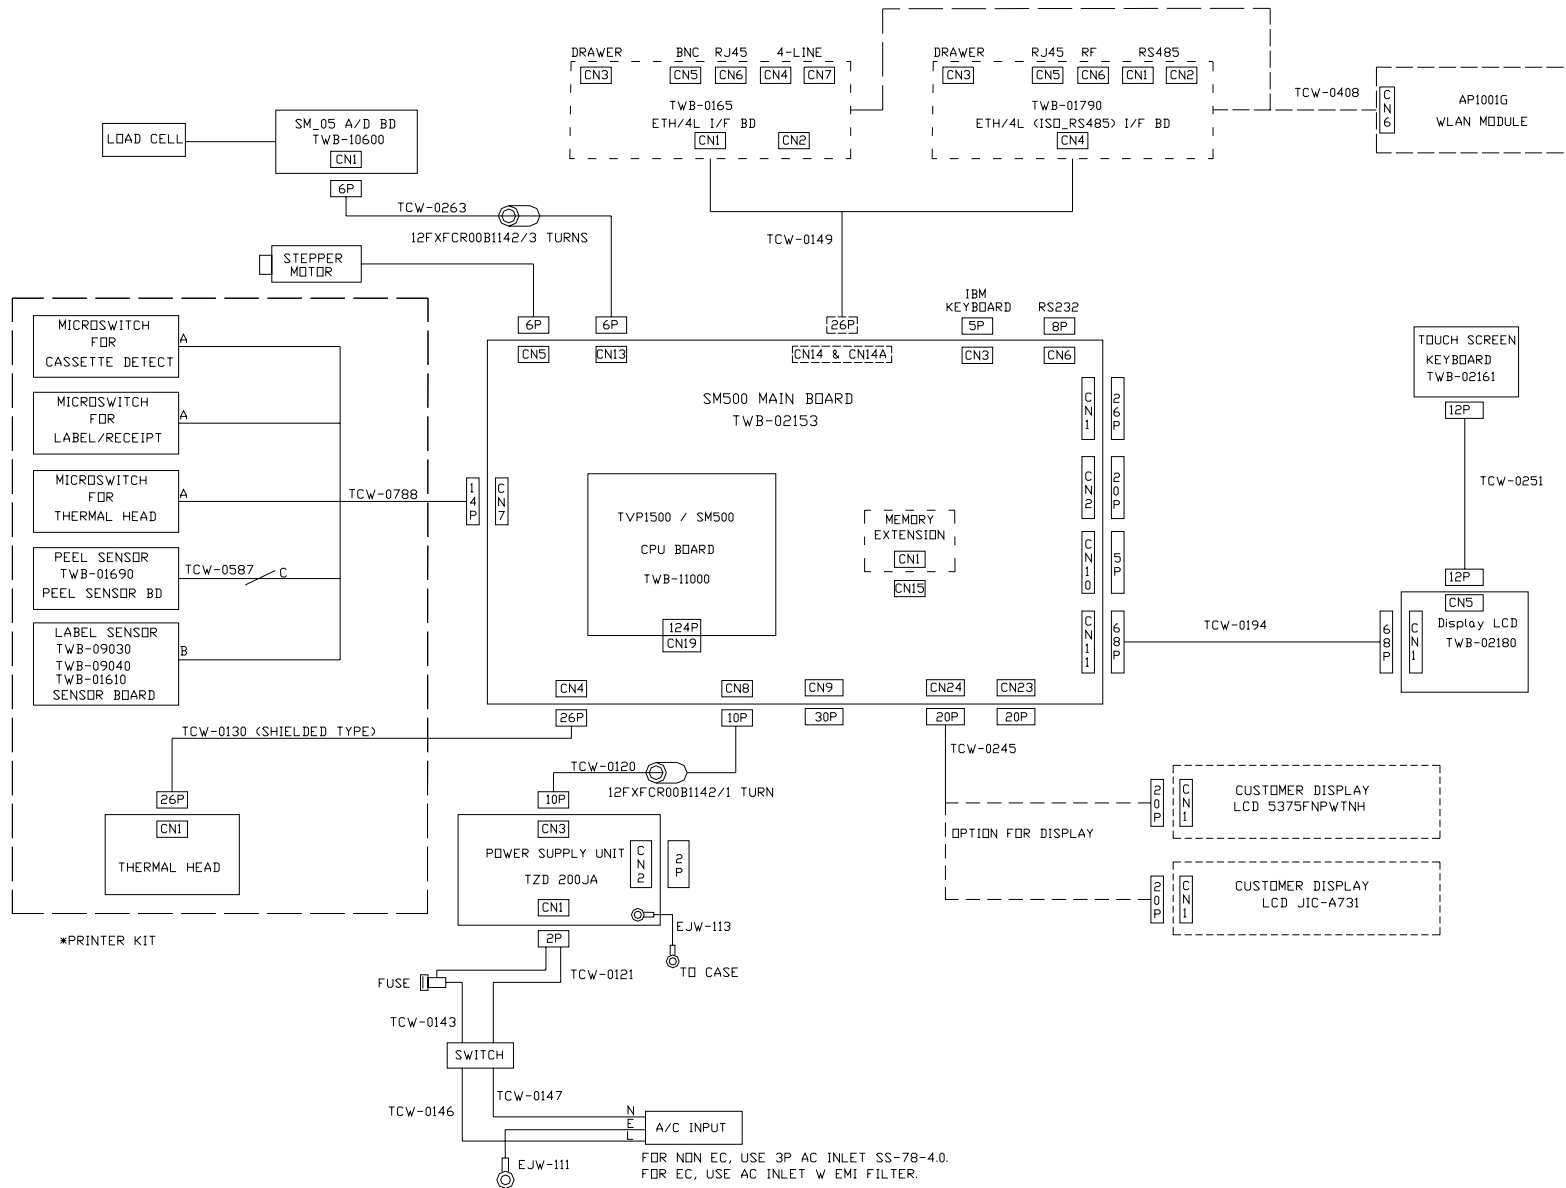 DRAWER
BNC
RJ45
4-LINE
CN3
CN5
CN6
CN4
CN7
TWB-0165
ETH/4L I/F BD
CN1
CN2
DRAWER
RJ45
RF
RS485
CN3
CN5
CN6
CN1
CN2
TWB-01790
ETH/4L (ISO_RS485) I/F BD
CN4
TCW-0408
CN6
AP1001G
WLAN MODULE
LOAD CELL
SM_05 A/D BD
TWB-10600
CN1
6P
TCW-0263
12FXFCR00B1142/3 TURNS
TCW-0149
STEPPER
MOTOR
MICROSWITCH
FOR
CASSETTE DETECT
A
MICROSWITCH
FOR
LABEL/RECEIPT
A
MICROSWITCH
FOR
THERMAL HEAD
A
PEEL SENSOR
TWB-01690
PEEL SENSOR BD
TCW-0587
C
LABEL SENSOR
TWB-09030
TWB-09040
TWB-01610
SENSOR BOARD
B
TCW-0788
14P
CN7
6P
CN5
6P
CN13
26P
CN14 & CN14A
IBM
KEYBOARD
5P
CN3
RS232
8P
CN6
SM500 MAIN BOARD
TWB-02153
TVP1500 / SM500
CPU BOARD
TWB-11000
124P
CN19
MEMORY
EXTENSION
CN1
CN15
CN1
26P
CN2
20P
CN10
5P
CN11
68P
TOUCH SCREEN
KEYBOARD
TWB-02161
12P
TCW-0251
12P
CN5
Display LCD
TWB-02180
TCW-0194
68P
CN1
CN4
26P
CN8
10P
CN9
30P
CN24
20P
CN23
20P
TCW-0130 (SHIELDED TYPE)
26P
CN1
THERMAL HEAD
*PRINTER KIT
TCW-0120
12FXFCR00B1142/1 TURN
10P
CN3
POWER SUPPLY UNIT
TZD 200JA
CN2
2P
CN1
2P
EJW-113
TO CASE
TCW-0245
OPTION FOR DISPLAY
20P
CN1
CUSTOMER DISPLAY
LCD 5375FNPWTNH
20P
CN1
CUSTOMER DISPLAY
LCD JIC-A731
TCW-0121
FUSE
TCW-0143
SWITCH
TCW-0147
TCW-0146
N
E
L
A/C INPUT
EJW-111
FOR NON EC, USE 3P AC INLET SS-78-4.0.
FOR EC, USE AC INLET W EMI FILTER.